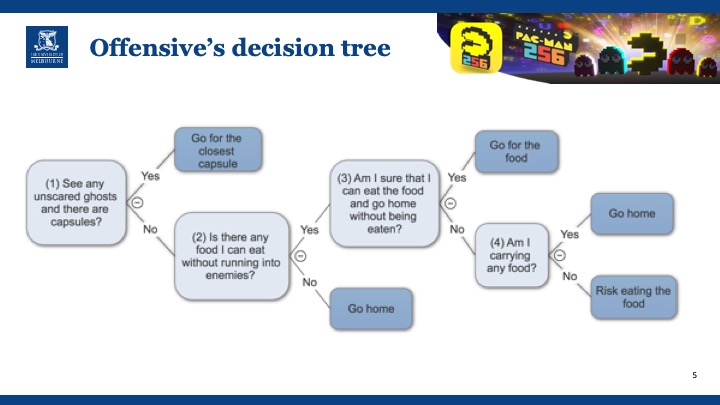 THE UNIVERSITY OF
MELBOURNE
Offensive's decision tree
256
PAC-MAN
256
Go for the
closest
capsule
Yes
(1) See any
unscared ghosts
and there are
capsules?
No
(2) Is there any
food I can eat
without running into
enemies?
Yes
(3) Am I sure that I
can eat the food
and go home
without being
eaten?
Yes
Go for the
food
No
(4) Am I
carrying
any food?
Yes
Go home
No
Risk eating the
food
No
Go home
5